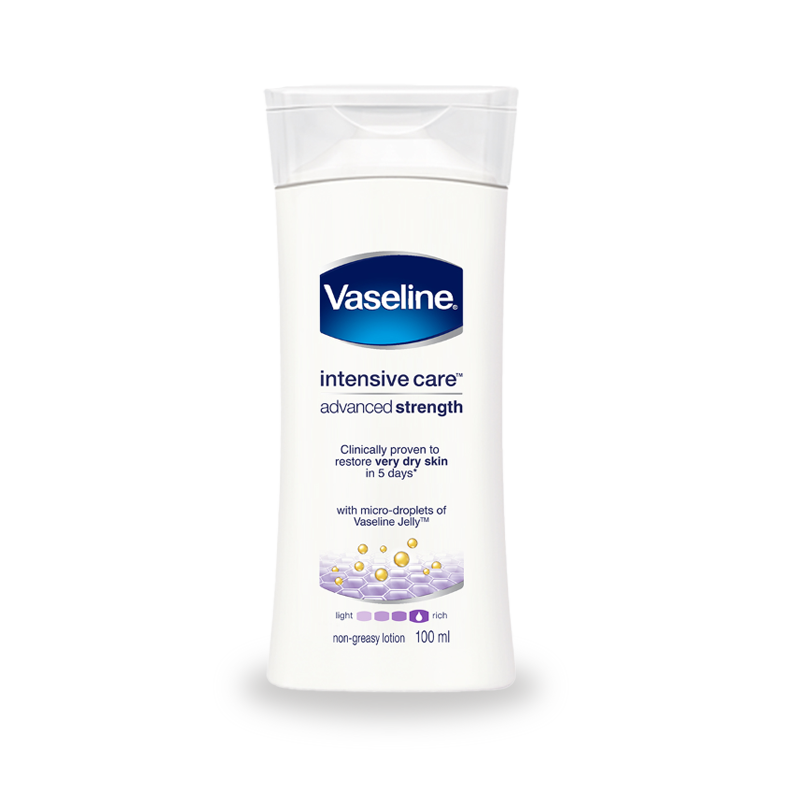 Vaseline®
intensive care™
advanced strength
Clinically proven to
restore very dry skin
in 5 days*
with micro-droplets of
Vaseline Jelly™
light rich
non-greasy lotion 100 ml